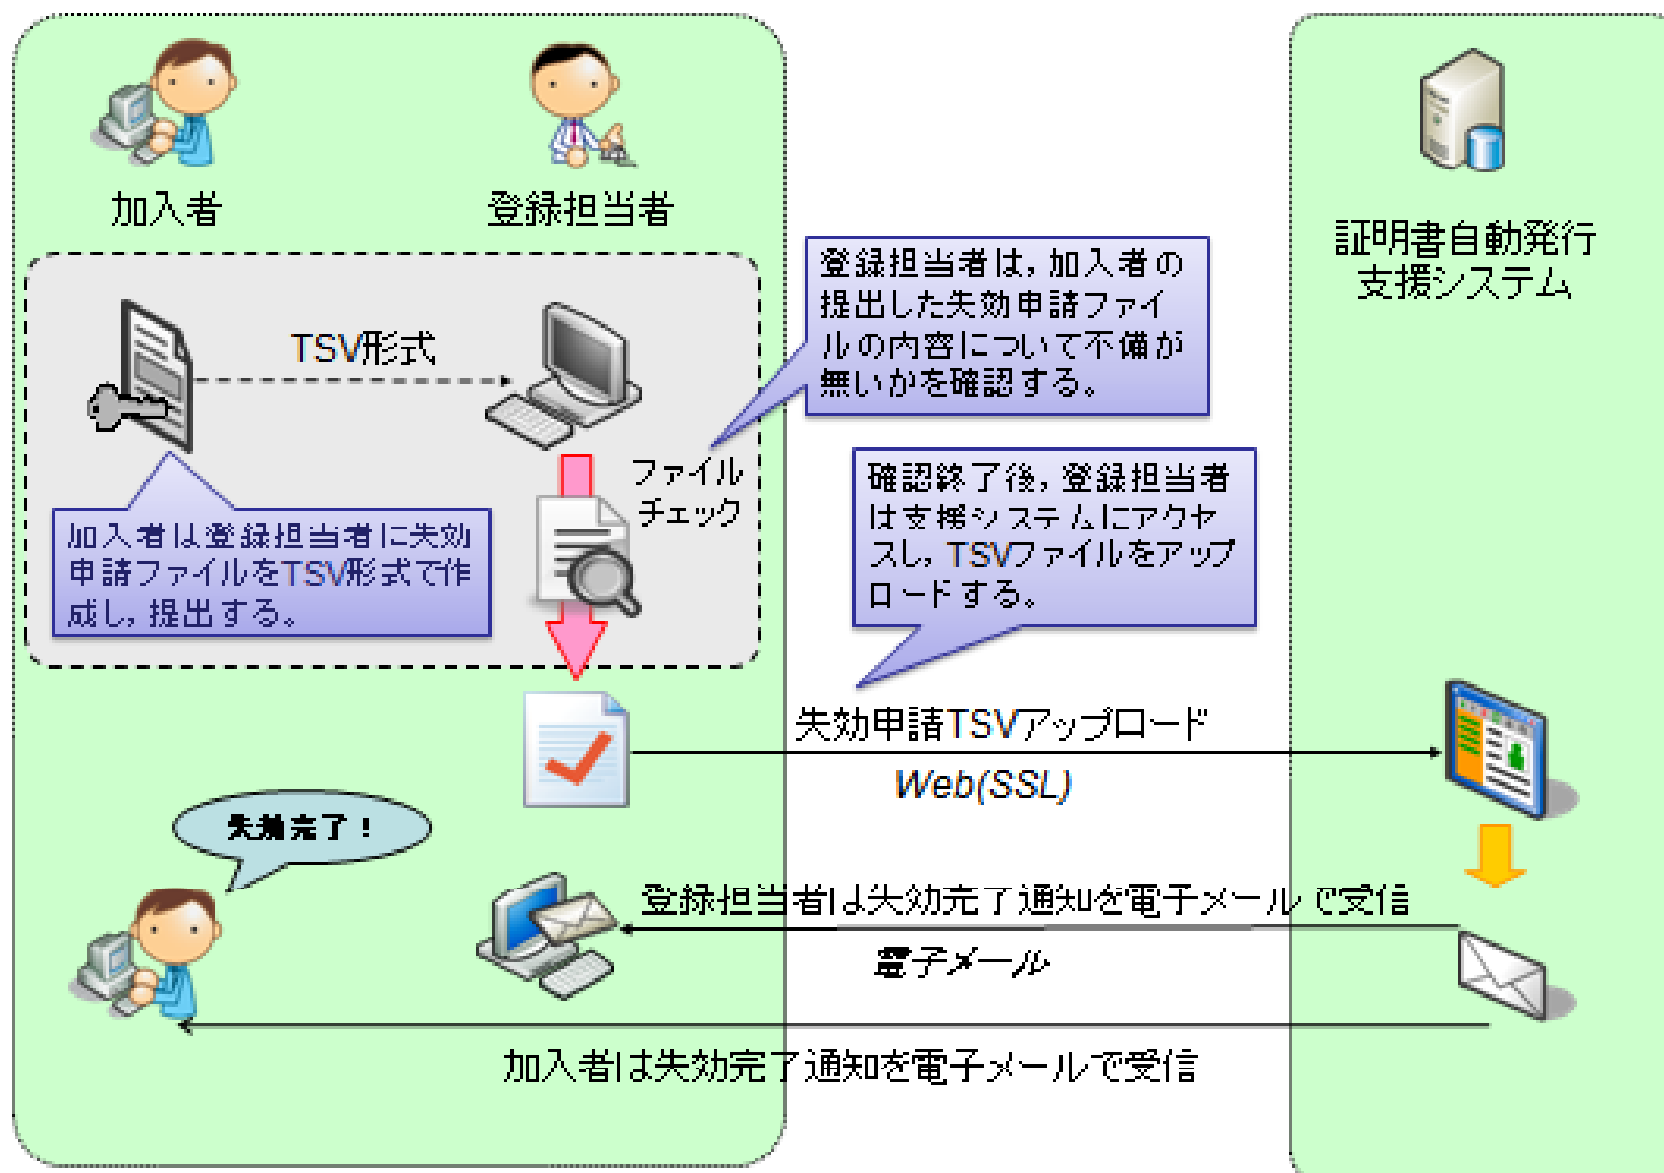 加入者
登録担当者
証明書自動発行
支援システム
TSV形式
登録担当者は，加入者の
提出した失効申請ファイ
ルの内容について不備が
無いかを確認する。
ファイル
チェック
加入者は登録担当者に失効
申請ファイルをTSV形式で作
成し，提出する。
確認終了後，登録担当者
は支援システムにアクセ
スし，TSVファイルをアップ
ロードする。
失効申請TSVアップロード
Web(SSL)
失効完了！
登録担当者は失効完了通知を電子メールで受信
電子メール
加入者は失効完了通知を電子メールで受信